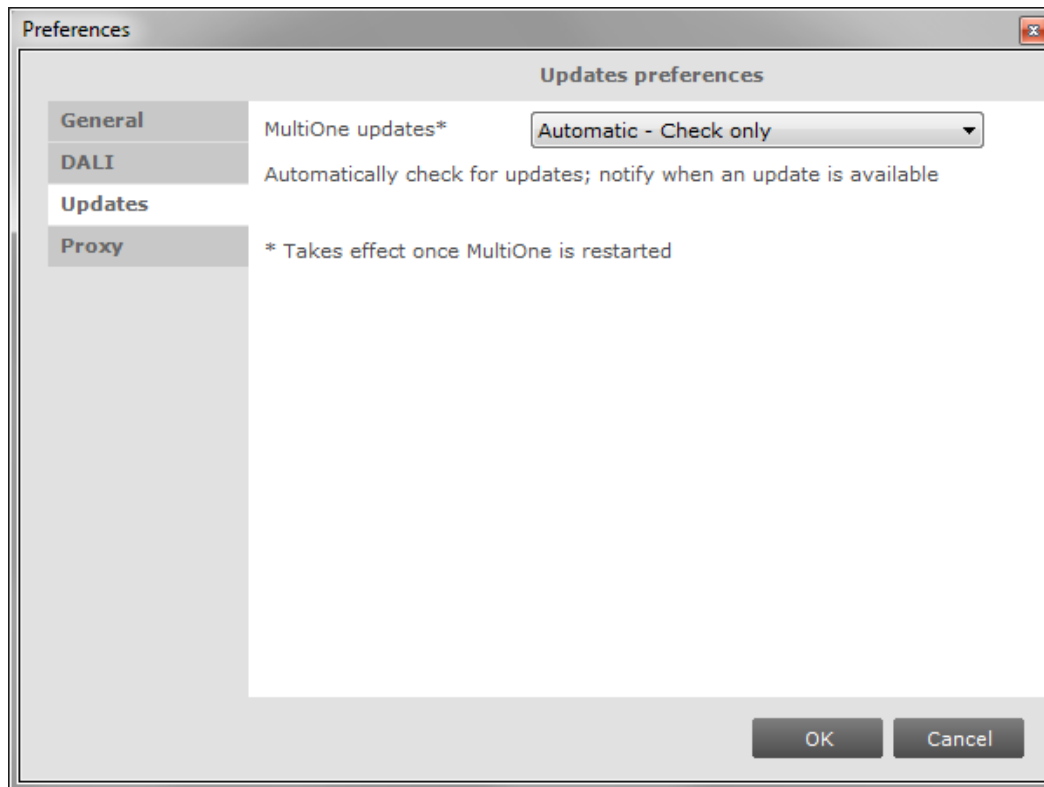 Preferences
Updates preferences
General
DALI
Updates
Proxy
MultiOne updates* Automatic - Check only
Automatically check for updates; notify when an update is available
* Takes effect once MultiOne is restarted
OK Cancel